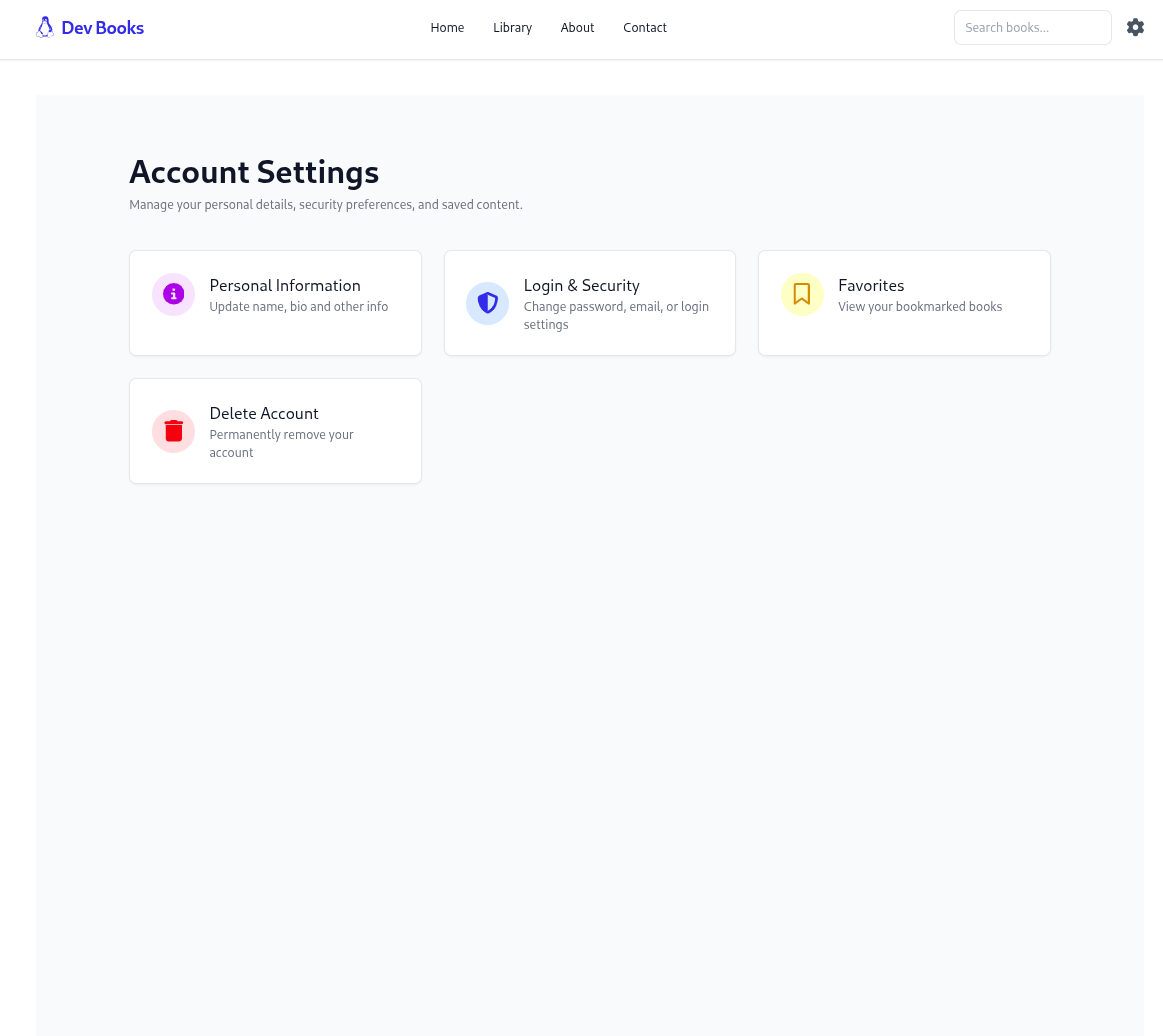 Dev Books
Home
Library
About
Contact
Search books...
Account Settings
Manage your personal details, security preferences, and saved content.
Personal Information
Update name, bio and other info
Login & Security
Change password, email, or login
settings
Favorites
View your bookmarked books
Delete Account
Permanently remove your
account